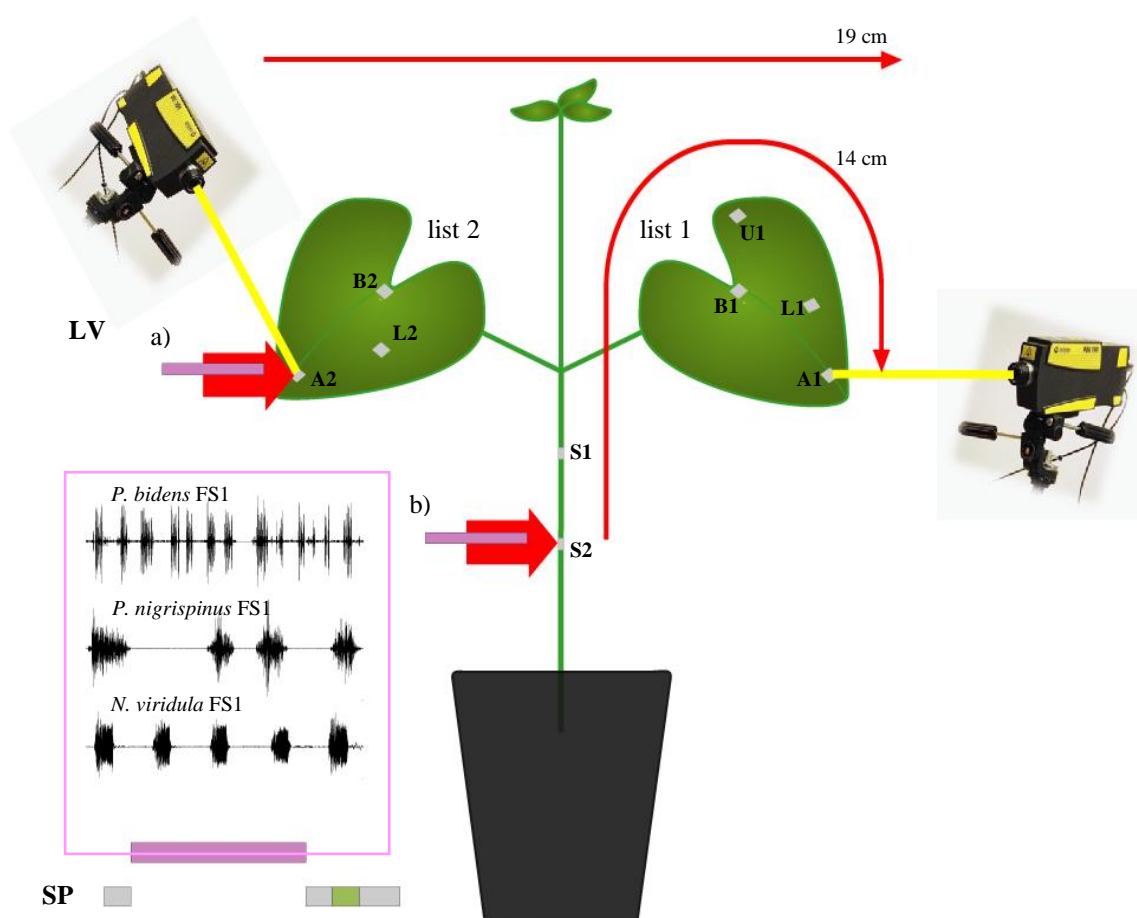 19 cm
14 cm
list 2
list 1
U1
B2
B1
L1
LV
a)
L2
A2
A1
S1
P. bidens FS1
b)
S2
P. nigrispinus FS1
N. viridula FS1
SP